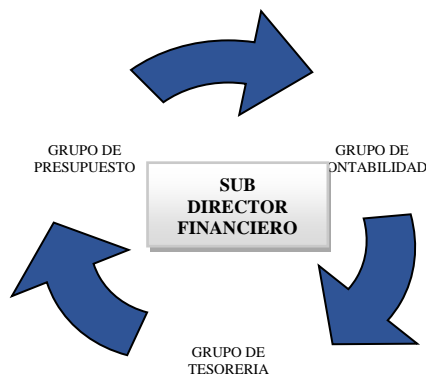 GRUPO DE
PRESUPUESTO
GRUPO DE
ONTABILIDAD
SUB
DIRECTOR
FINANCIERO
GRUPO DE
TESORERIA